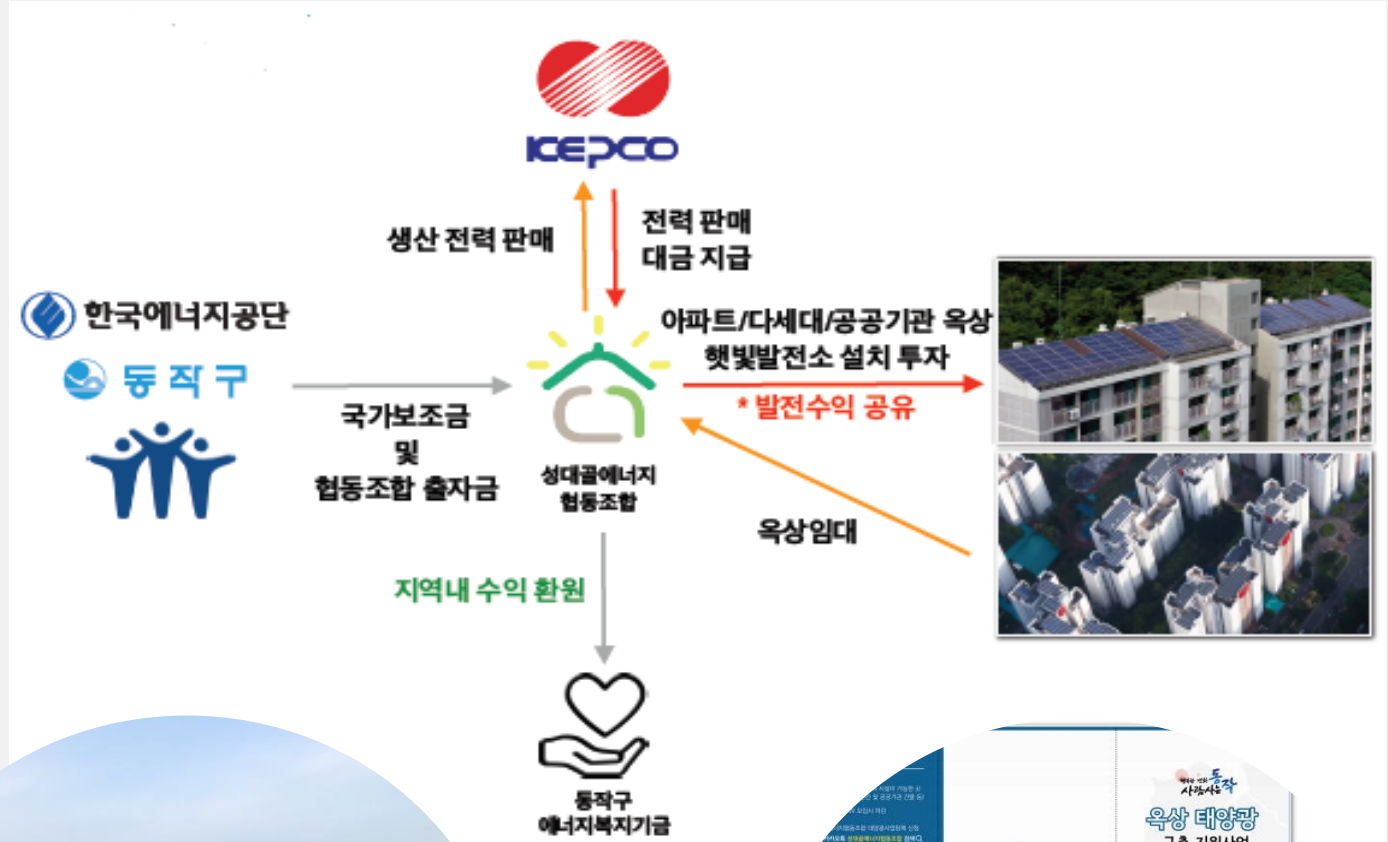 KEPCO
생산 전력 판매
전력 판매
대금 지급
한국에너지공단
동작구
국가보조금
및
협동조합 출자금
성대골에너지
협동조합
아파트/다세대/공공기관 옥상
햇빛발전소 설치 투자
* 발전수익 공유
옥상임대
지역내 수익 환원
동작구
에너지복지기금
동작
사람사는
옥상 태양광